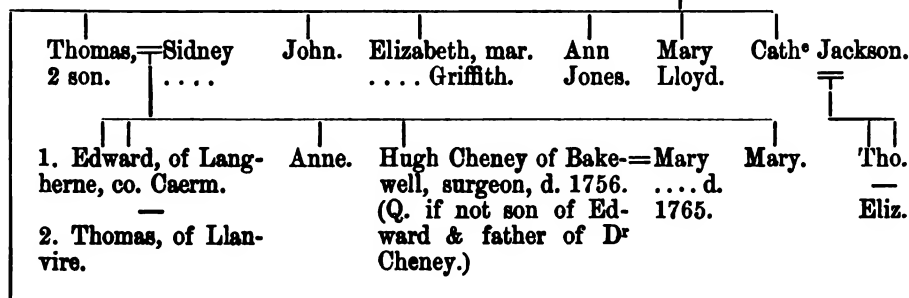 Thomas,=Sidney John. Elizabeth, mar. Ann Mary Cathᵉ Jackson.
2 son. .... .... Griffith. Jones. Lloyd.
1. Edward, of Lang- Anne. Hugh Cheney of Bake-=Mary Mary. Tho.
herne, co. Caerm. well, surgeon, d. 1756. .... d. —
— (Q. if not son of Ed- 1765. Eliz.
2. Thomas, of Llan- ward & father of Dʳ
vire. Cheney.)